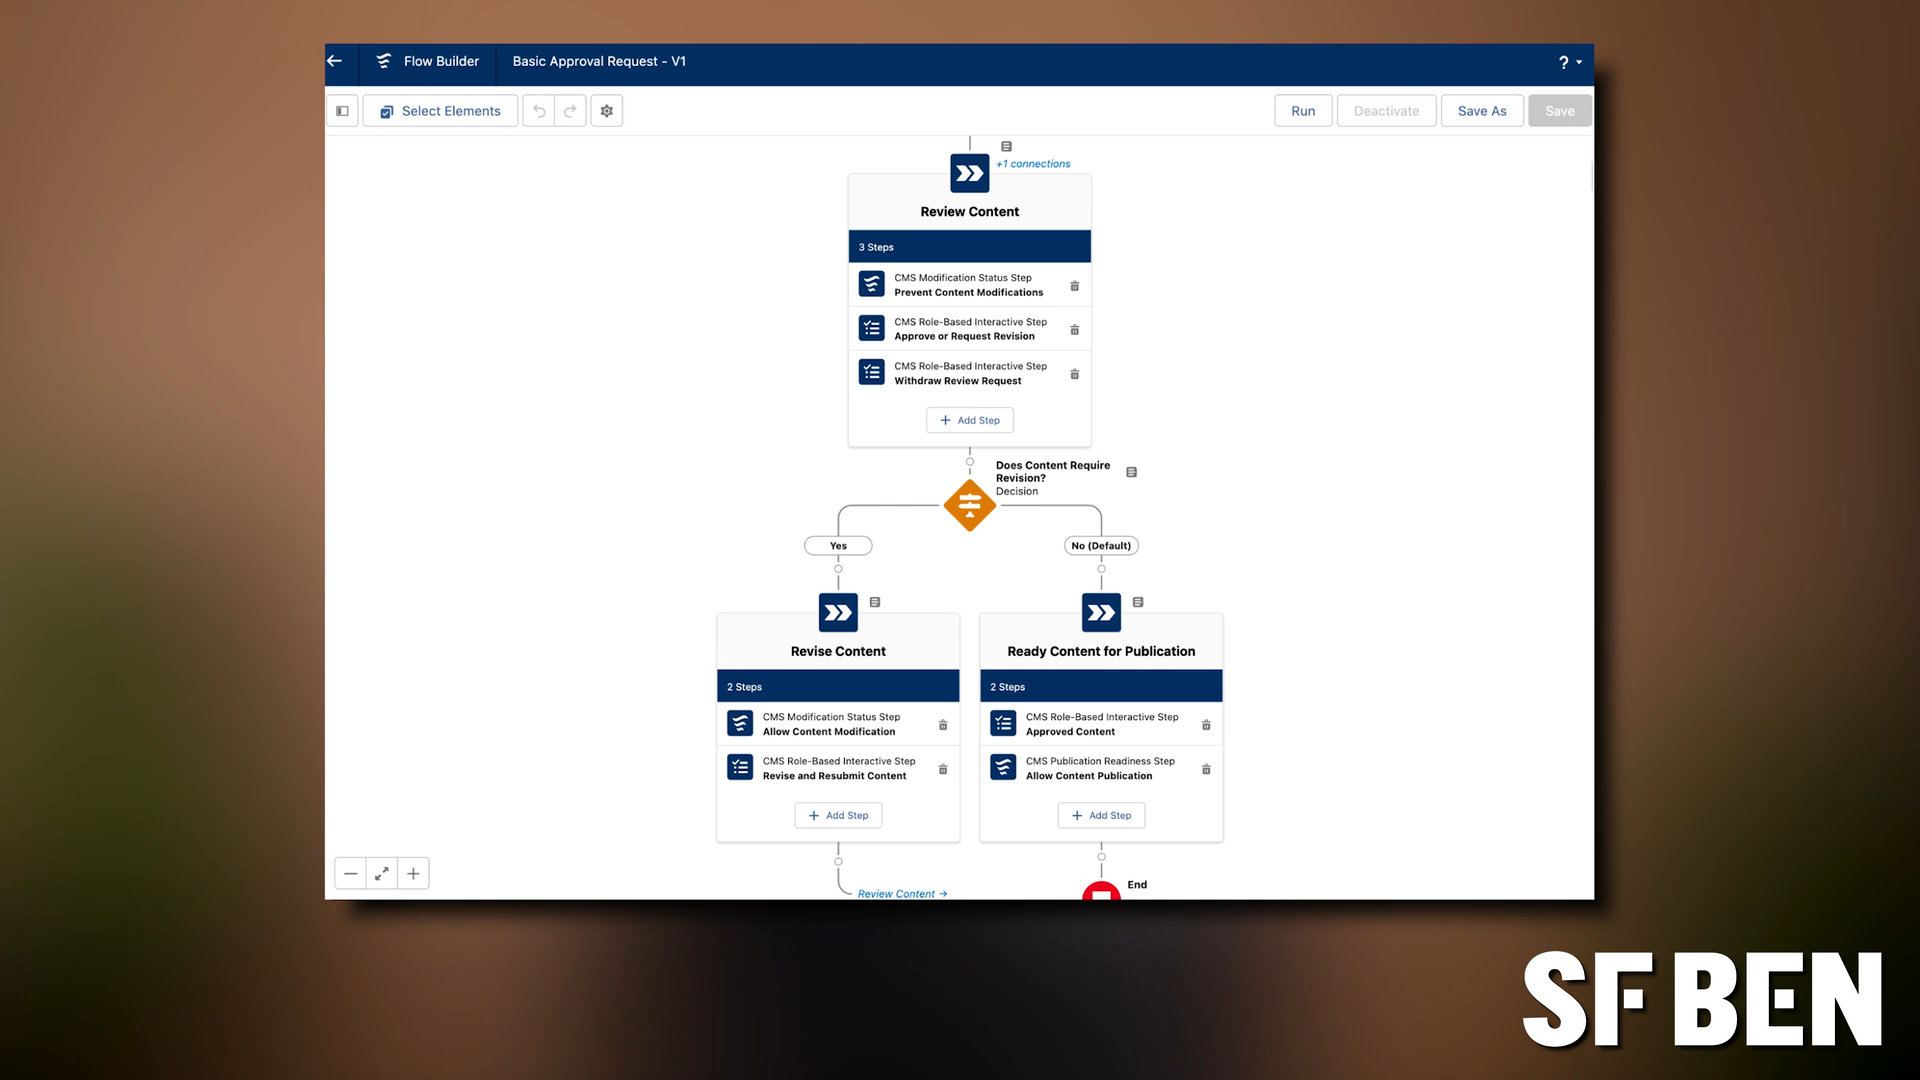 Flow Builder
Basic Approval Request - V1
?
Select Elements
Run
Deactivate
Save As
Save
+1 connections
Review Content
3 Steps
CMS Modification Status Step
Prevent Content Modifications
CMS Role-Based Interactive Step
Approve or Request Revision
CMS Role-Based Interactive Step
Withdraw Review Request
+ Add Step
Does Content Require
Revision?
Decision
Yes
No (Default)
Revise Content
2 Steps
CMS Modification Status Step
Allow Content Modification
CMS Role-Based Interactive Step
Revise and Resubmit Content
+ Add Step
Review Content →
Ready Content for Publication
2 Steps
CMS Role-Based Interactive Step
Approved Content
CMS Publication Readiness Step
Allow Content Publication
+ Add Step
End
SF BEN